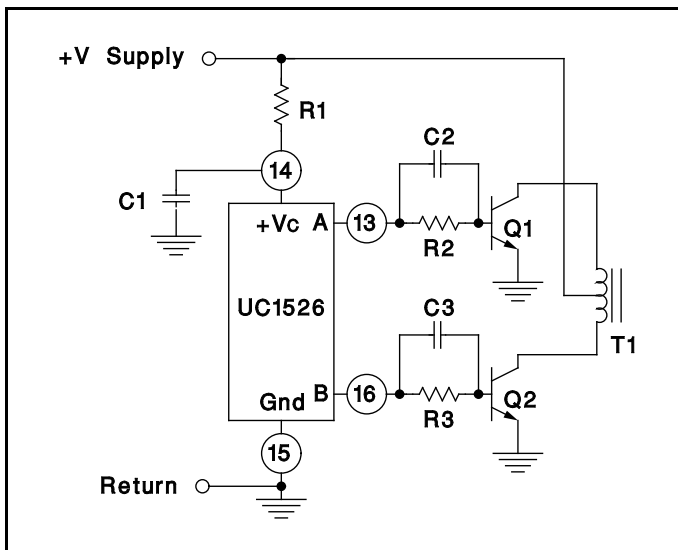 +V Supply
R1
C2
14
C1
+Vc A
13
R2
Q1
UC1526
C3
T1
B
16
Gnd
R3
Q2
15
Return